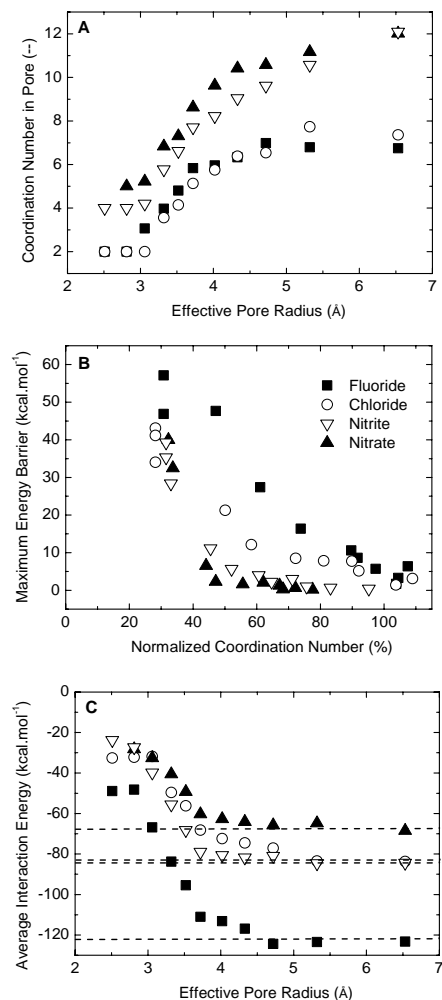 A
12
10
8
6
4
2
Coordination Number in Pore (--)
2 3 4 5 6 7
Effective Pore Radius (Å)
B
60
50
40
30
20
10
0
Maximum Energy Barrier (kcal.mol⁻¹)
Fluoride
Chloride
Nitrite
Nitrate
0 20 40 60 80 100
Normalized Coordination Number (%)
C
0
-20
-40
-60
-80
-100
-120
Average Interaction Energy (kcal.mol⁻¹)
2 3 4 5 6 7
Effective Pore Radius (Å)